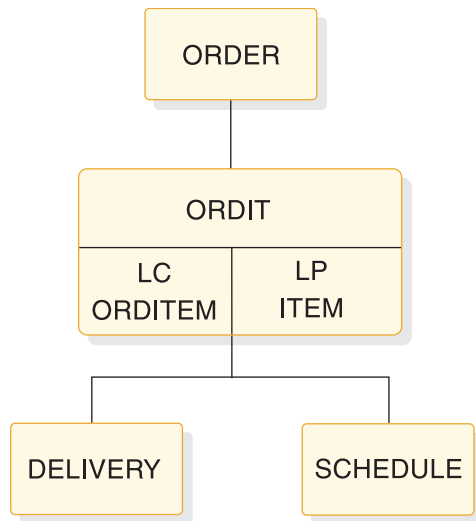 ORDER
ORDIT
LC
ORDITEM
LP
ITEM
DELIVERY
SCHEDULE